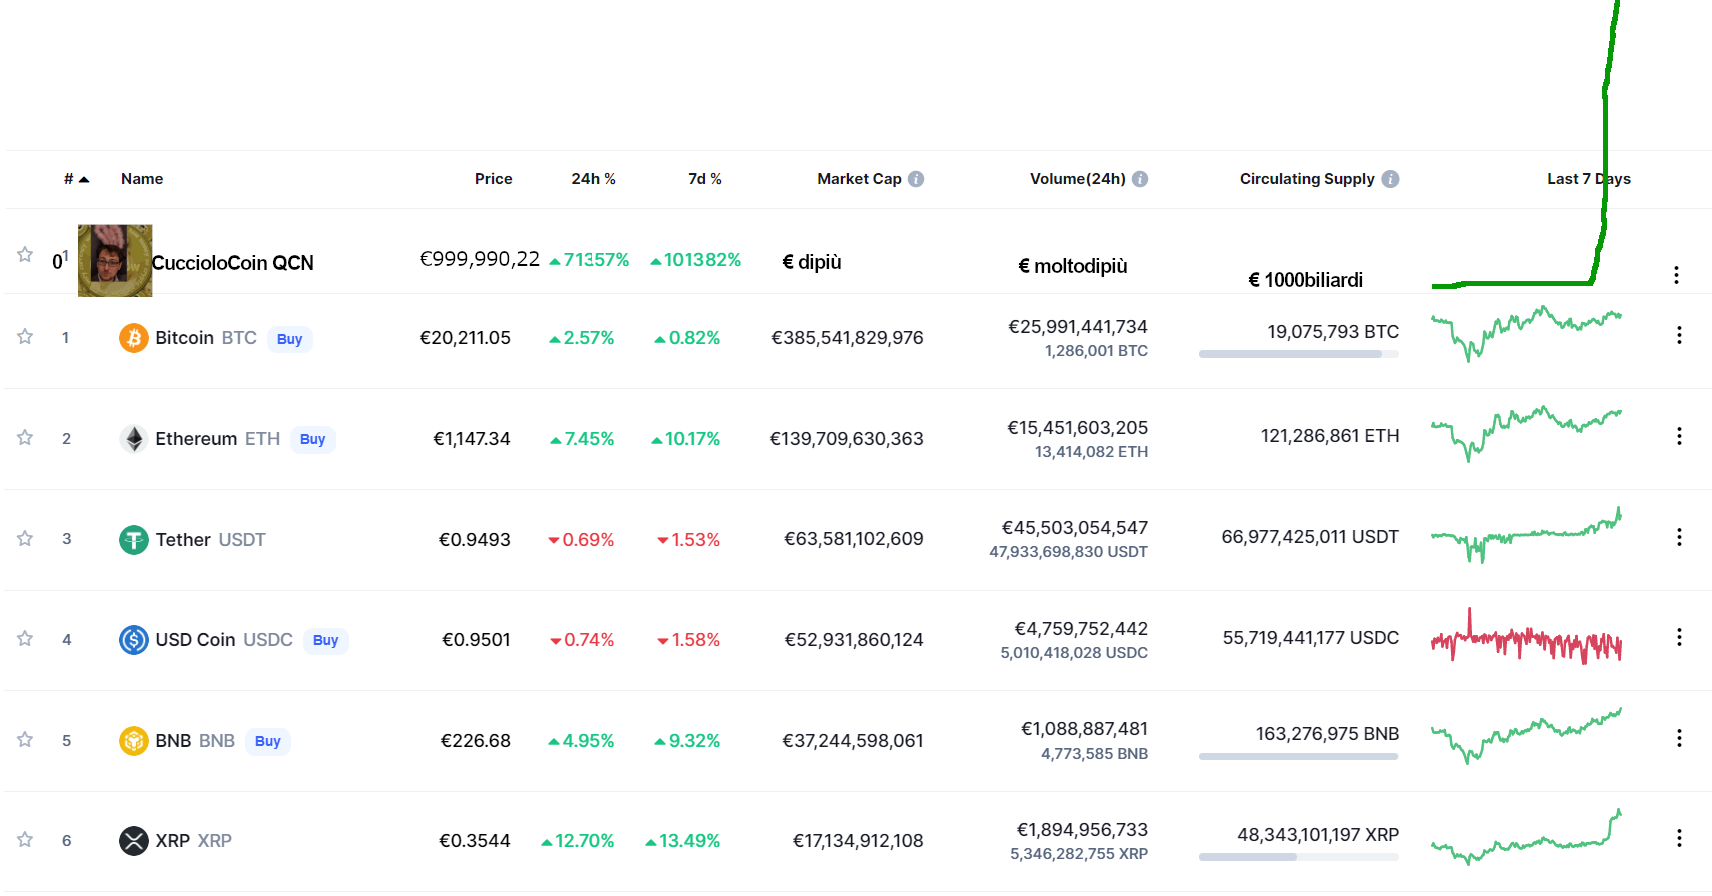 # Name Price 24h % 7d % Market Cap Volume(24h) Circulating Supply Last 7 Days
0 1 CuccioloCoin QCN €999,990,22 71357% 101382% € dipiù € moltodipiù € 1000biliardi
1 Bitcoin BTC Buy €20,211.05 2.57% 0.82% €385,541,829,976 €25,991,441,734 19,075,793 BTC
1,286,001 BTC
2 Ethereum ETH Buy €1,147.34 7.45% 10.17% €139,709,630,363 €15,451,603,205 121,286,861 ETH
13,414,082 ETH
3 Tether USDT €0.9493 0.69% 1.53% €63,581,102,609 €45,503,054,547 66,977,425,011 USDT
47,933,698,830 USDT
4 USD Coin USDC Buy €0.9501 0.74% 1.58% €52,931,860,124 €4,759,752,442 55,719,441,177 USDC
5,010,418,028 USDC
5 BNB BNB Buy €226.68 4.95% 9.32% €37,244,598,061 €1,088,887,481 163,276,975 BNB
4,773,585 BNB
6 XRP XRP €0.3544 12.70% 13.49% €17,134,912,108 €1,894,956,733 48,343,101,197 XRP
5,346,282,755 XRP